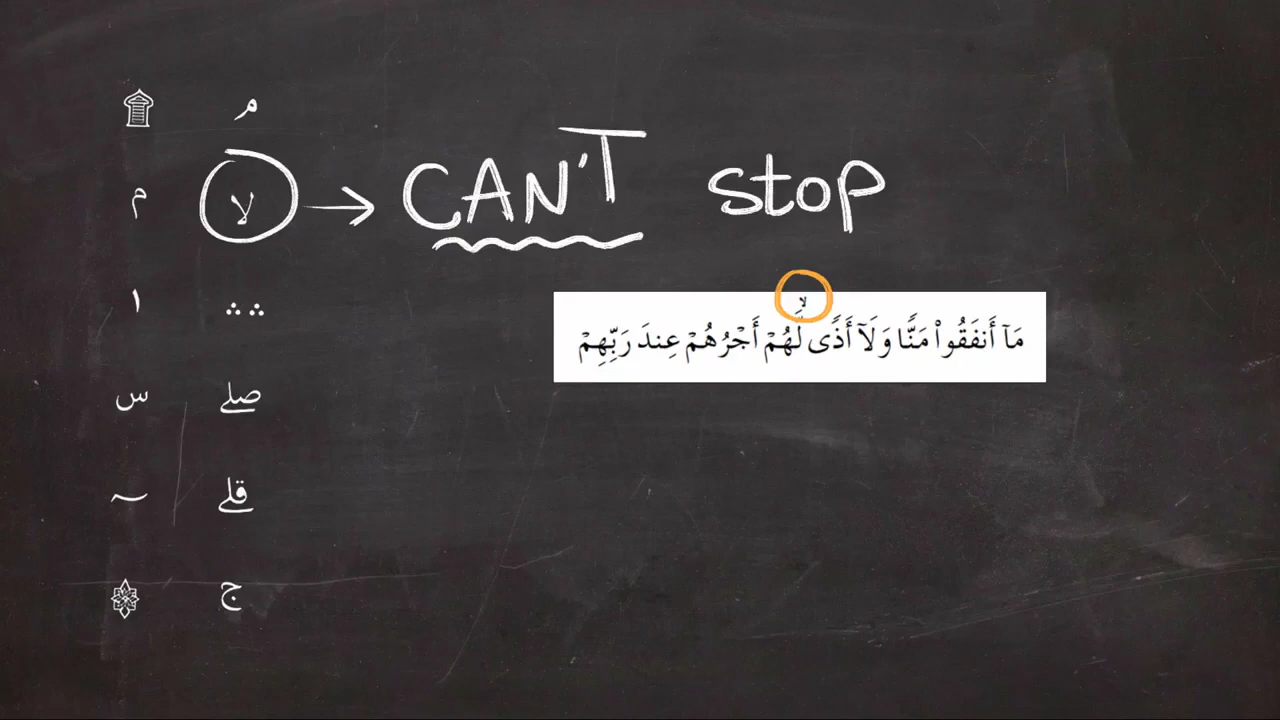 ۩ مـ
م لا → CAN'T stop
ا ؞ ؞
لا
مَآ أَنفَقُوا۟ مَنًّا وَلَآ أَذًى ۙ لَّهُمْ أَجْرُهُمْ عِندَ رَبِّهِمْ
س صلے
~ قلے
۞ ج